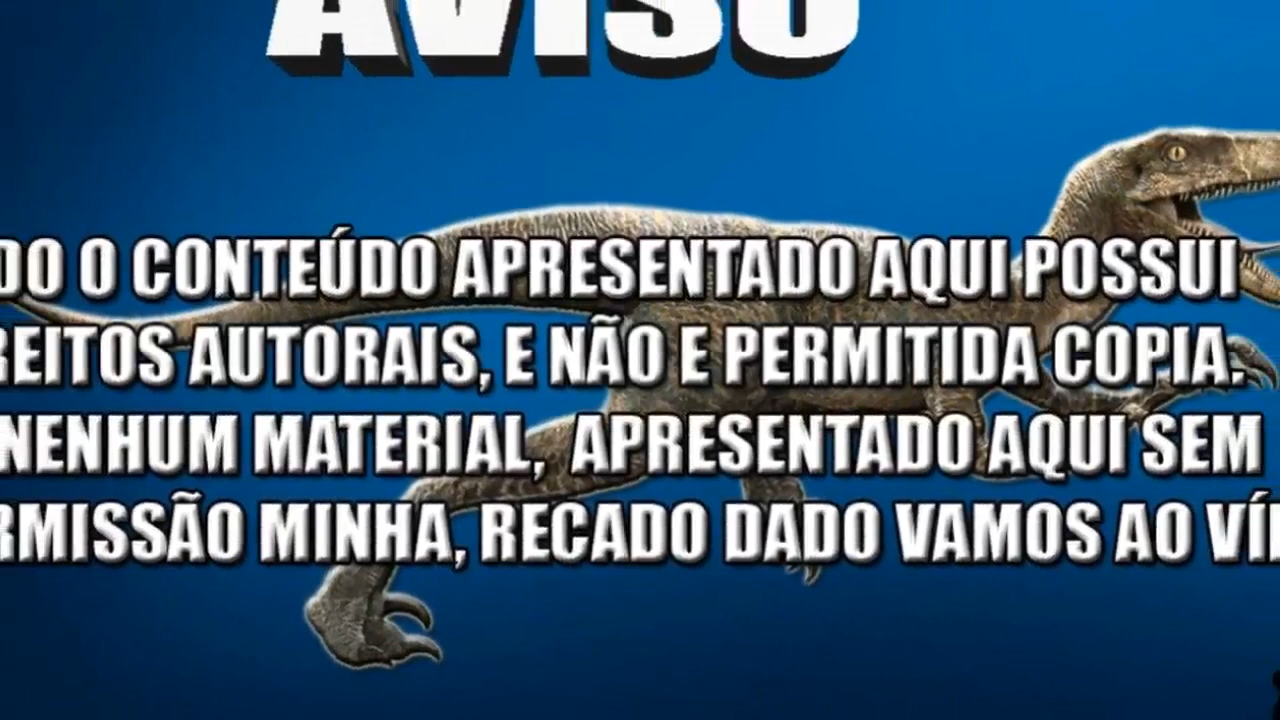 AVISO
DO O CONTEÚDO APRESENTADO AQUI POSSUI
REITOS AUTORAIS, E NÃO E PERMITIDA COPIA.
NENHUM MATERIAL, APRESENTADO AQUI SEM
RMISSÃO MINHA, RECADO DADO VAMOS AO VÍ